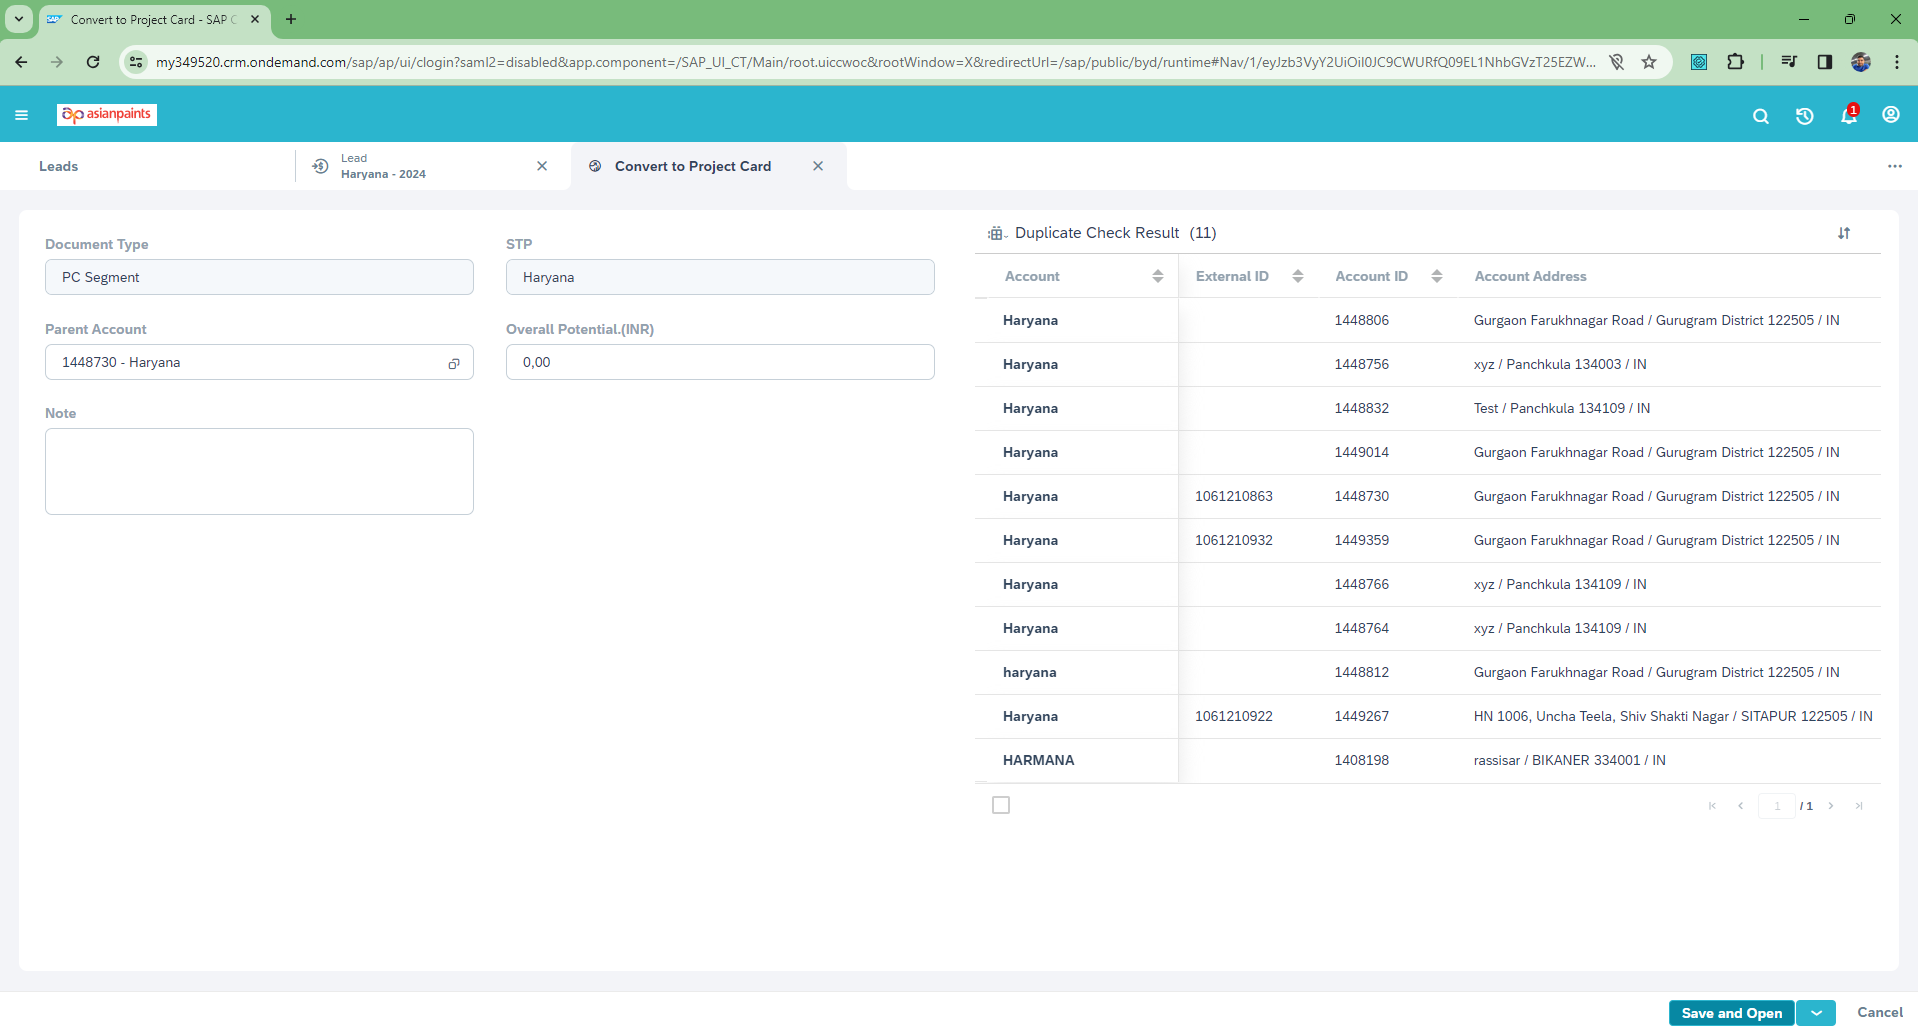 Convert to Project Card - SAP C
my349520.crm.ondemand.com/sap/ap/ui/clogin?saml2=disabled&app.component=/SAP_UI_CT/Main/root.uiccwoc&rootWindow=X&redirectUrl=/sap/public/byd/runtime#Nav/1/eyJzb3VyY2UiOiI0JC9CWURfQ09EL1NhbGVzT25EZW...
asianpaints
1
Leads
Lead
Haryana - 2024
Convert to Project Card
Document Type
PC Segment
STP
Haryana
Parent Account
1448730 - Haryana
Overall Potential.(INR)
0,00
Note
Duplicate Check Result (11)
Account External ID Account ID Account Address
Haryana 1448806 Gurgaon Farukhnagar Road / Gurugram District 122505 / IN
Haryana 1448756 xyz / Panchkula 134003 / IN
Haryana 1448832 Test / Panchkula 134109 / IN
Haryana 1449014 Gurgaon Farukhnagar Road / Gurugram District 122505 / IN
Haryana 1061210863 1448730 Gurgaon Farukhnagar Road / Gurugram District 122505 / IN
Haryana 1061210932 1449359 Gurgaon Farukhnagar Road / Gurugram District 122505 / IN
Haryana 1448766 xyz / Panchkula 134109 / IN
Haryana 1448764 xyz / Panchkula 134109 / IN
haryana 1448812 Gurgaon Farukhnagar Road / Gurugram District 122505 / IN
Haryana 1061210922 1449267 HN 1006, Uncha Teela, Shiv Shakti Nagar / SITAPUR 122505 / IN
HARMANA 1408198 rassisar / BIKANER 334001 / IN
1 / 1
Save and Open
Cancel